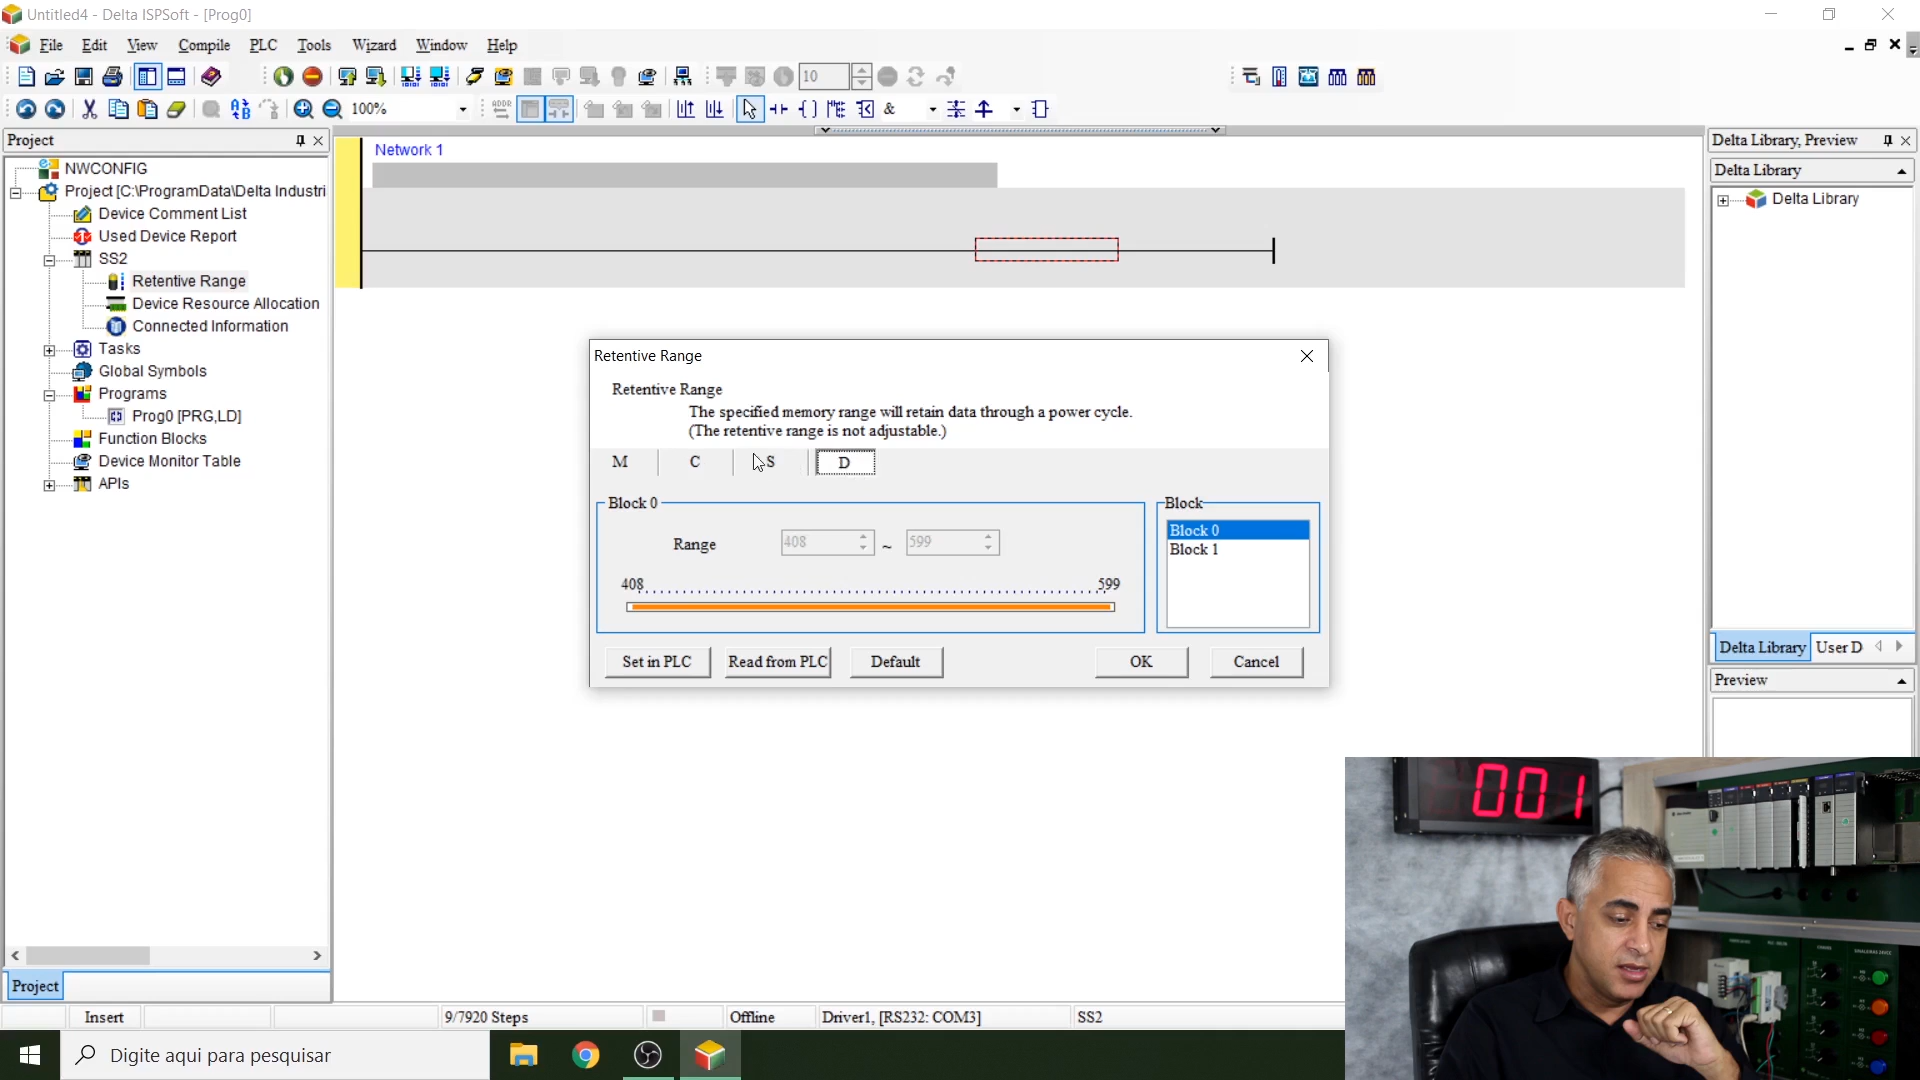 Untitled4 - Delta ISPSoft - [Prog0]
File Edit View Compile PLC Tools Wizard Window Help
10
100%
ADDR
&
Project
NWCONFIG
Project [C:\ProgramData\Delta Industri
Device Comment List
Used Device Report
SS2
Retentive Range
Device Resource Allocation
Connected Information
Tasks
Global Symbols
Programs
Prog0 [PRG,LD]
Function Blocks
Device Monitor Table
APIs
Project
Network 1
Retentive Range
Retentive Range
The specified memory range will retain data through a power cycle.
(The retentive range is not adjustable.)
M C S D
Block 0
Range 408 ~ 599
408 599
Block
Block 0
Block 1
Set in PLC Read from PLC Default OK Cancel
Delta Library, Preview
Delta Library
Delta Library
Delta Library User D
Preview
001
Insert 9/7920 Steps Offline Driver1, [RS232: COM3] SS2
Digite aqui para pesquisar